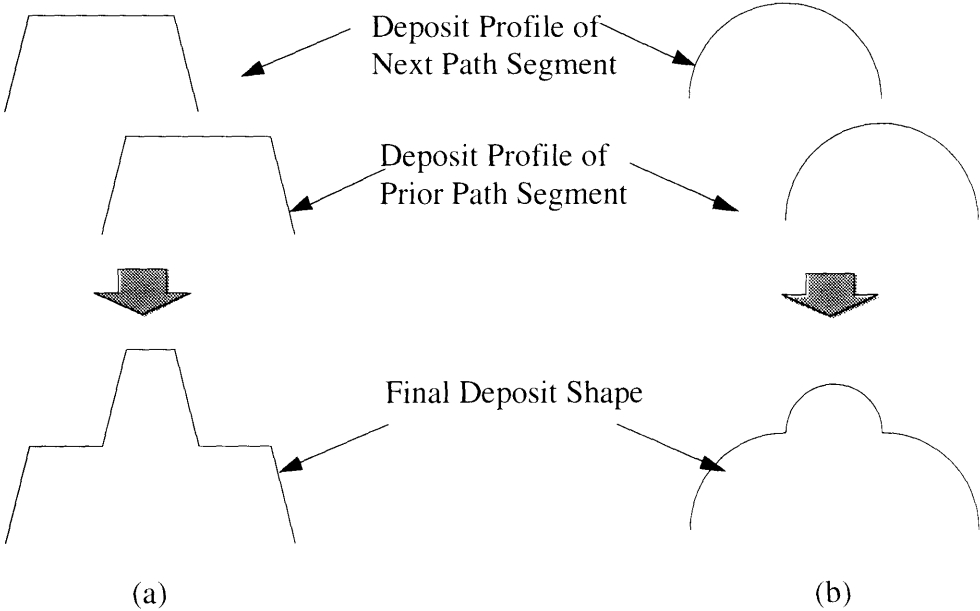 Deposit Profile of
Next Path Segment
Deposit Profile of
Prior Path Segment
Final Deposit Shape
(a)
(b)